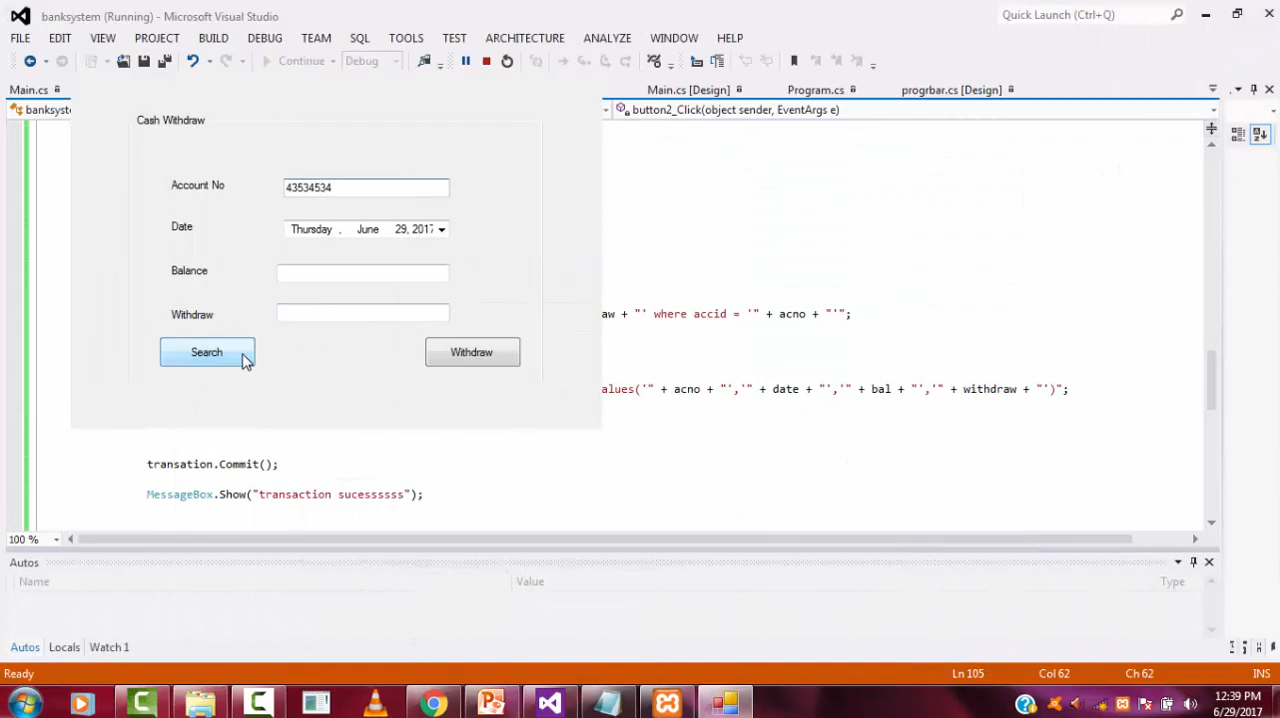 banksystem (Running) - Microsoft Visual Studio
Quick Launch (Ctrl+Q)
FILE EDIT VIEW PROJECT BUILD DEBUG TEAM SQL TOOLS TEST ARCHITECTURE ANALYZE WINDOW HELP
Continue Debug
Main.cs Main.cs [Design] Program.cs progrbar.cs [Design]
banksyste button2_Click(object sender, EventArgs e)
Cash Withdraw
Account No 43534534
Date Thursday , June 29, 2017
Balance
Withdraw
Search Withdraw
aw + "' where accid = '" + acno + "'";
alues('" + acno + "','" + date + "','" + bal + "','" + withdraw + "')";
transation.Commit();
MessageBox.Show("transaction sucessssss");
100 %
Autos
Name Value Type
Autos Locals Watch 1
Ready Ln 105 Col 62 Ch 62 INS
12:39 PM
6/29/2017